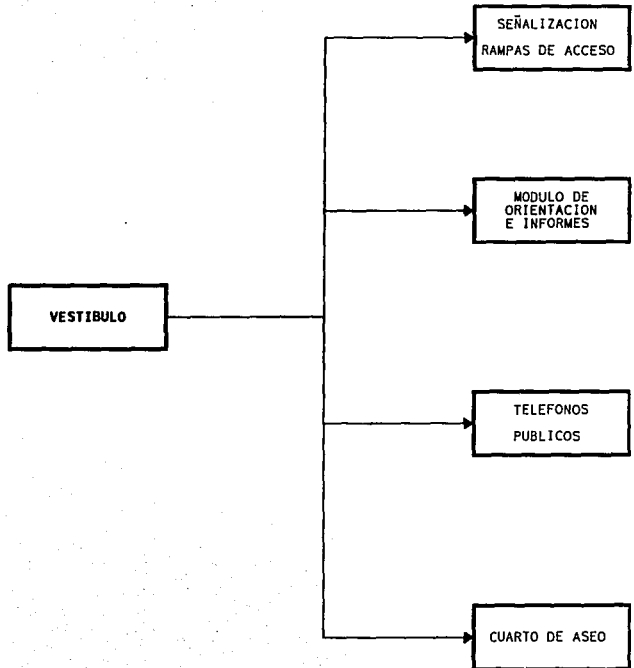 SEÑALIZACION
RAMPAS DE ACCESO
MODULO DE
ORIENTACION
E INFORMES
VESTIBULO
TELEFONOS
PUBLICOS
CUARTO DE ASEO